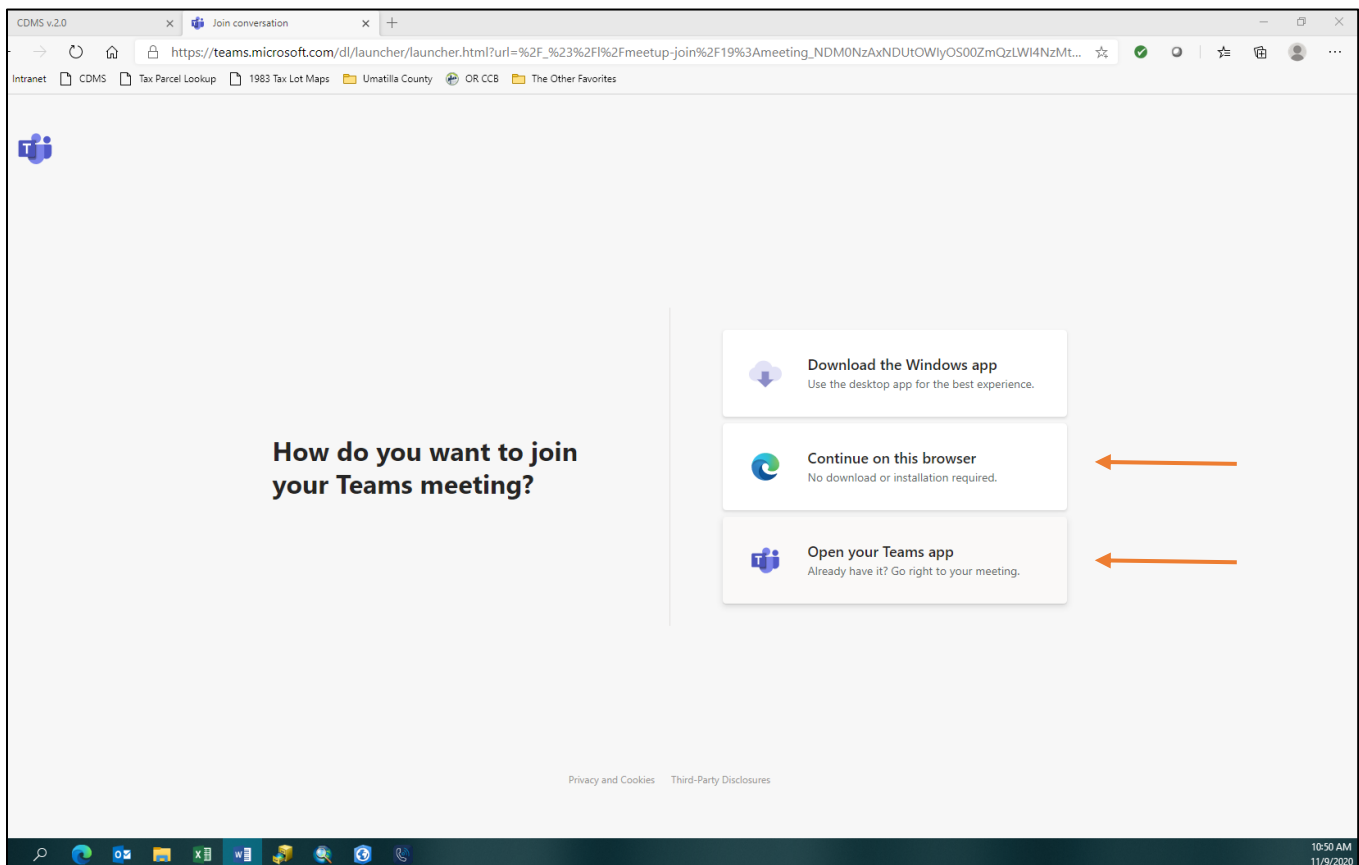 CDMS v.2.0
Join conversation
https://teams.microsoft.com/dl/launcher/launcher.html?url=%2F_%23%2Fl%2Fmeetup-join%2F19%3Ameeting_NDM0NzAxNDUtOWIyOS00ZmQzLWI4NzMt...
Intranet CDMS Tax Parcel Lookup 1983 Tax Lot Maps Umatilla County OR CCB The Other Favorites
Download the Windows app
Use the desktop app for the best experience.
How do you want to join
your Teams meeting?
Continue on this browser
No download or installation required.
Open your Teams app
Already have it? Go right to your meeting.
Privacy and Cookies Third-Party Disclosures
10:50 AM
11/9/2020